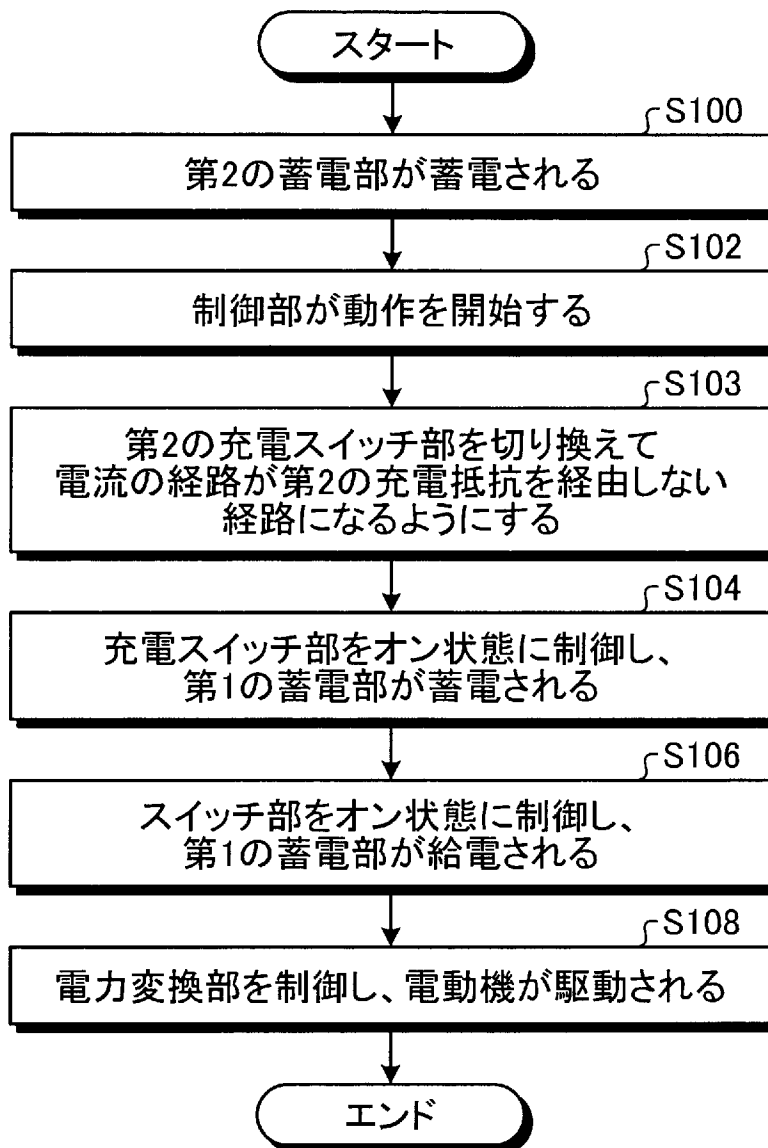 スタート
S100
第2の蓄電部が蓄電される
S102
制御部が動作を開始する
S103
第2の充電スイッチ部を切り換えて
電流の経路が第2の充電抵抗を経由しない
経路になるようにする
S104
充電スイッチ部をオン状態に制御し、
第1の蓄電部が蓄電される
S106
スイッチ部をオン状態に制御し、
第1の蓄電部が給電される
S108
電力変換部を制御し、電動機が駆動される
エンド